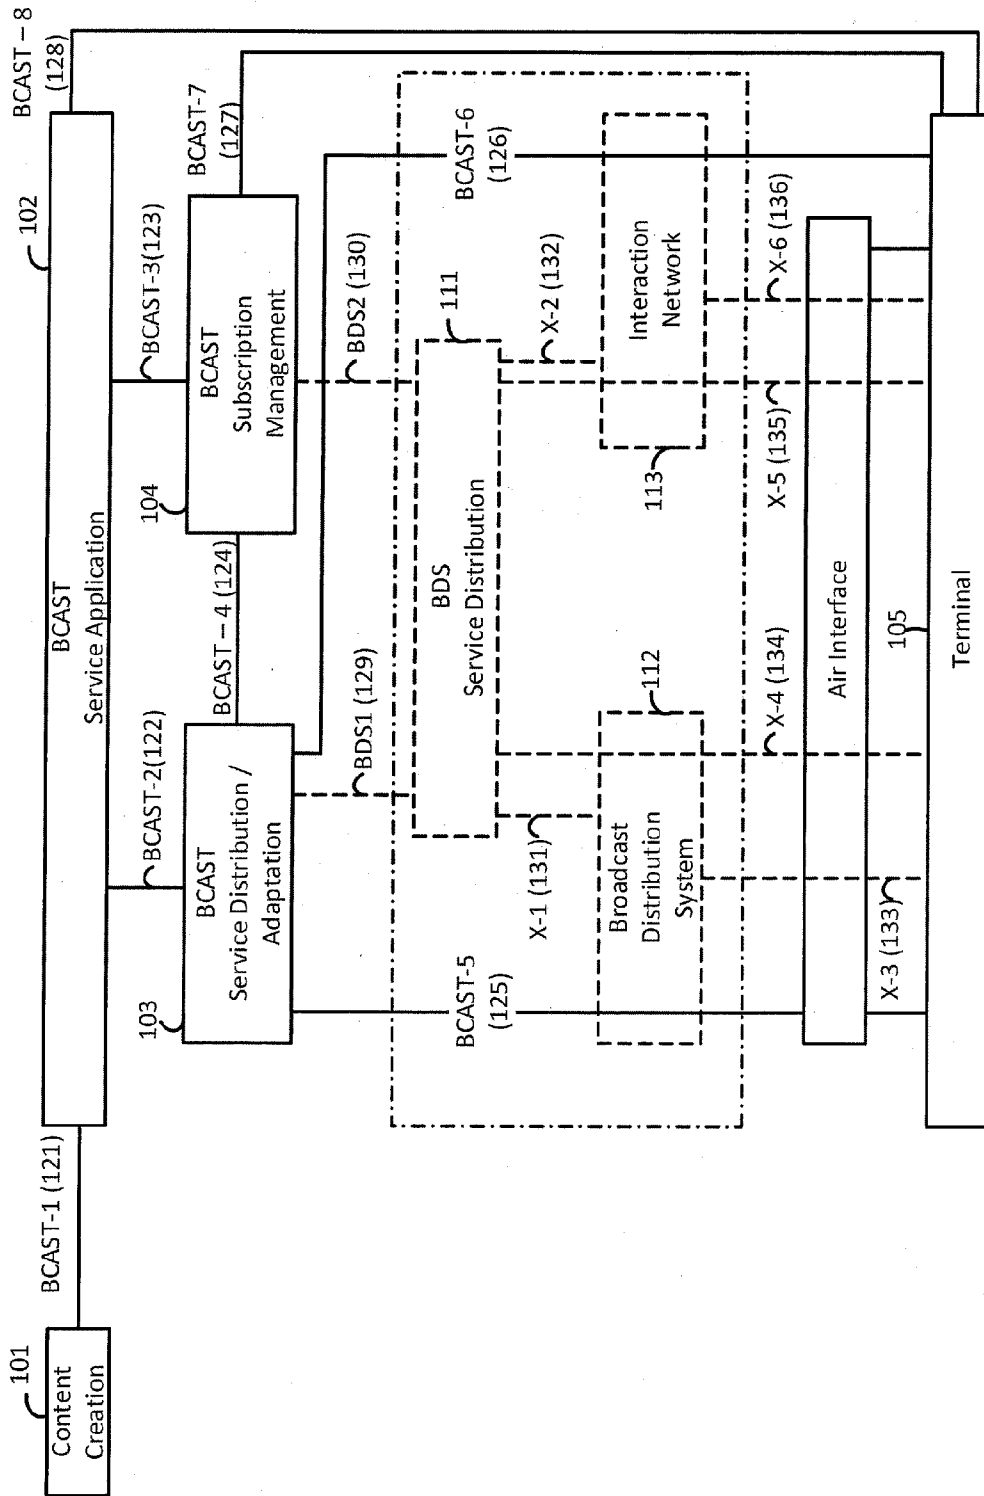 101
Content
Creation
BCAST-1 (121)
102
BCAST
Service Application
BCAST – 8
(128)
BCAST-2(122)
BCAST-3(123)
BCAST-7
(127)
103
BCAST
Service Distribution /
Adaptation
BCAST – 4 (124)
104
BCAST
Subscription
Management
BDS1 (129)
BDS2 (130)
BCAST-5
(125)
BCAST-6
(126)
111
BDS
Service Distribution
X-1 (131)
X-2 (132)
112
Broadcast
Distribution
System
113
Interaction
Network
X-4 (134)
X-5 (135)
X-6 (136)
Air Interface
X-3 (133)
105
Terminal